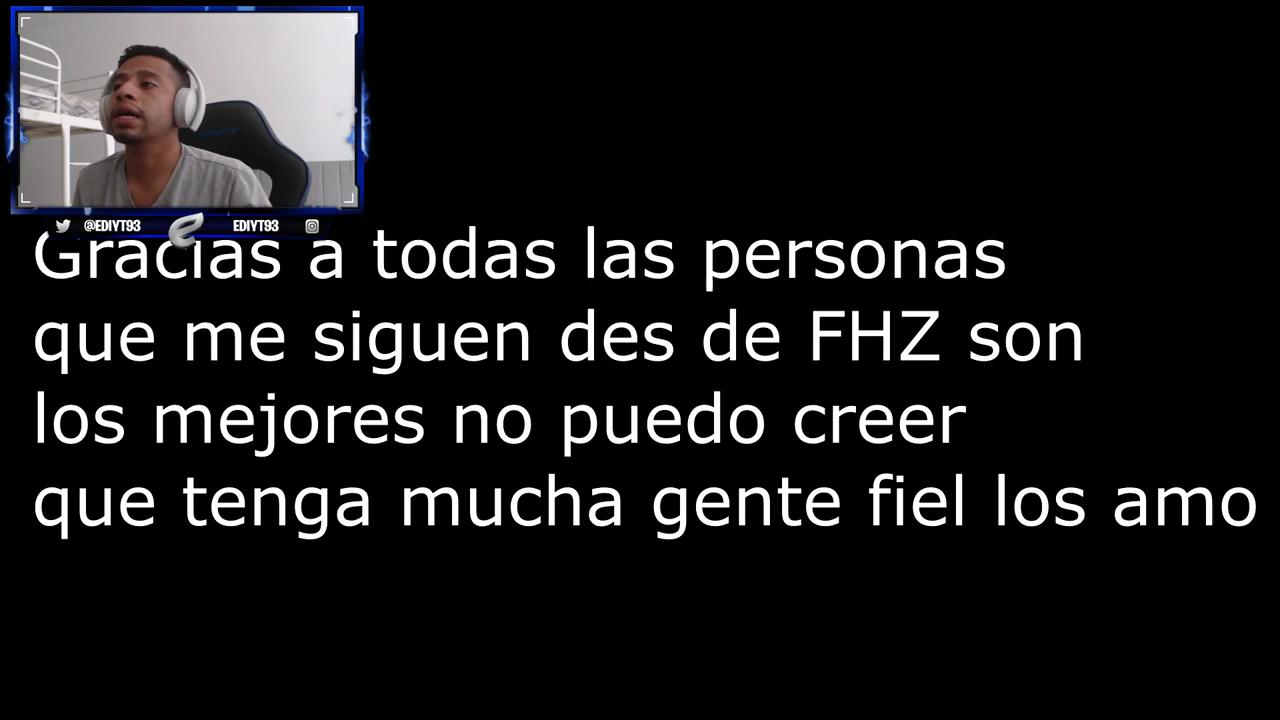 @EDIYT93
EDIYT93
Gracias a todas las personas
que me siguen des de FHZ son
los mejores no puedo creer
que tenga mucha gente fiel los amo